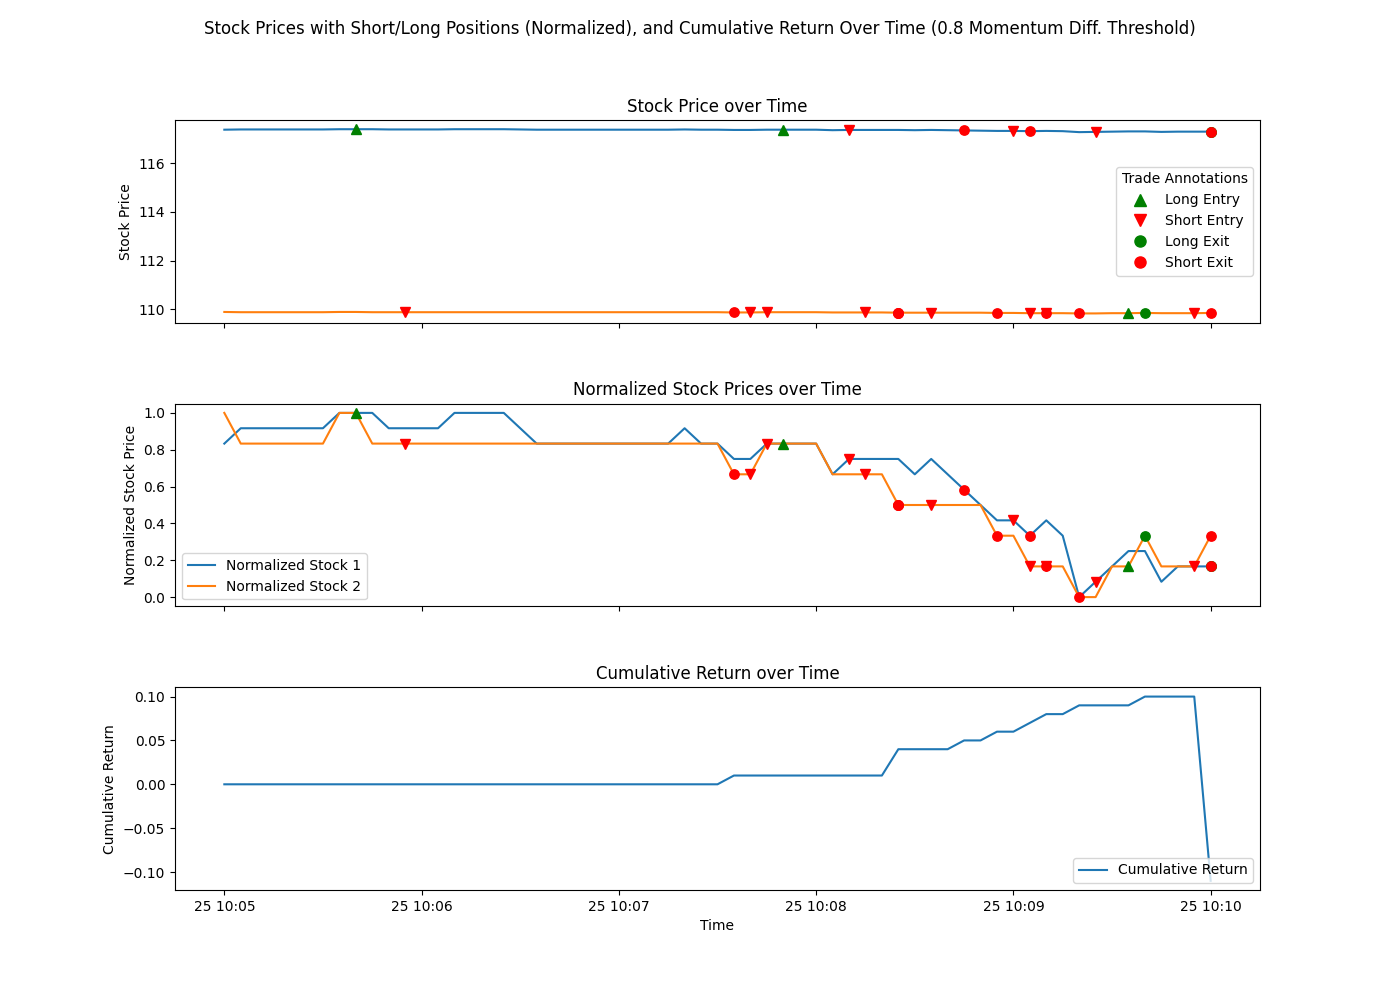 Stock Prices with Short/Long Positions (Normalized), and Cumulative Return Over Time (0.8 Momentum Diff. Threshold)
Stock Price over Time
Stock Price
116
114
112
110
Trade Annotations
Long Entry
Short Entry
Long Exit
Short Exit
Normalized Stock Prices over Time
Normalized Stock Price
1.0
0.8
0.6
0.4
0.2
0.0
Normalized Stock 1
Normalized Stock 2
Cumulative Return over Time
Cumulative Return
0.10
0.05
0.00
−0.05
−0.10
Cumulative Return
25 10:05 25 10:06 25 10:07 25 10:08 25 10:09 25 10:10
Time